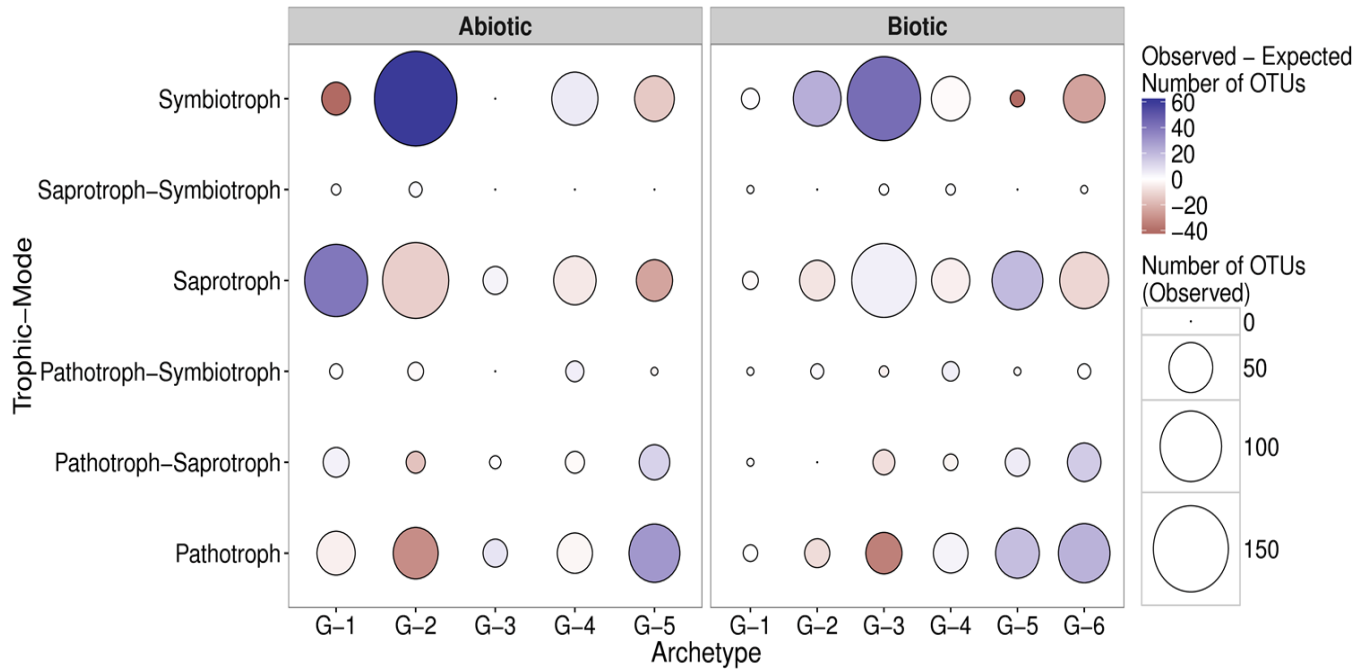 Abiotic
Biotic
Trophic−Mode
Symbiotroph
Saprotroph−Symbiotroph
Saprotroph
Pathotroph−Symbiotroph
Pathotroph−Saprotroph
Pathotroph
G−1 G−2 G−3 G−4 G−5
G−1 G−2 G−3 G−4 G−5 G−6
Archetype
Observed − Expected
Number of OTUs
60
40
20
0
−20
−40
Number of OTUs
(Observed)
0
50
100
150